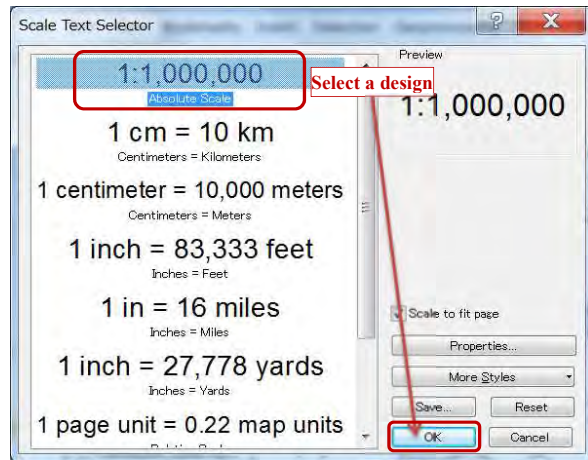 Scale Text Selector
1:1,000,000
Absolute Scale
Select a design
1 cm = 10 km
Centimeters = Kilometers
1 centimeter = 10,000 meters
Centimeters = Meters
1 inch = 83,333 feet
Inches = Feet
1 in = 16 miles
Inches = Miles
1 inch = 27,778 yards
Inches = Yards
1 page unit = 0.22 map units
Preview
1:1,000,000
Scale to fit page
Properties...
More Styles
Save... Reset
OK Cancel